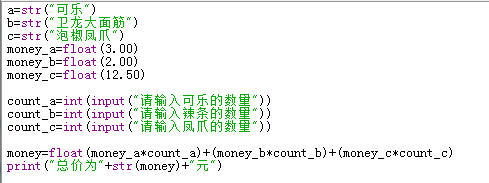 a=str("可乐")
b=str("卫龙大面筋")
c=str("泡椒凤爪")
money_a=float(3.00)
money_b=float(2.00)
money_c=float(12.50)
count_a=int(input("请输入可乐的数量"))
count_b=int(input("请输入辣条的数量"))
count_c=int(input("请输入凤爪的数量"))
money=float(money_a*count_a)+(money_b*count_b)+(money_c*count_c)
print("总价为"+str(money)+"元")